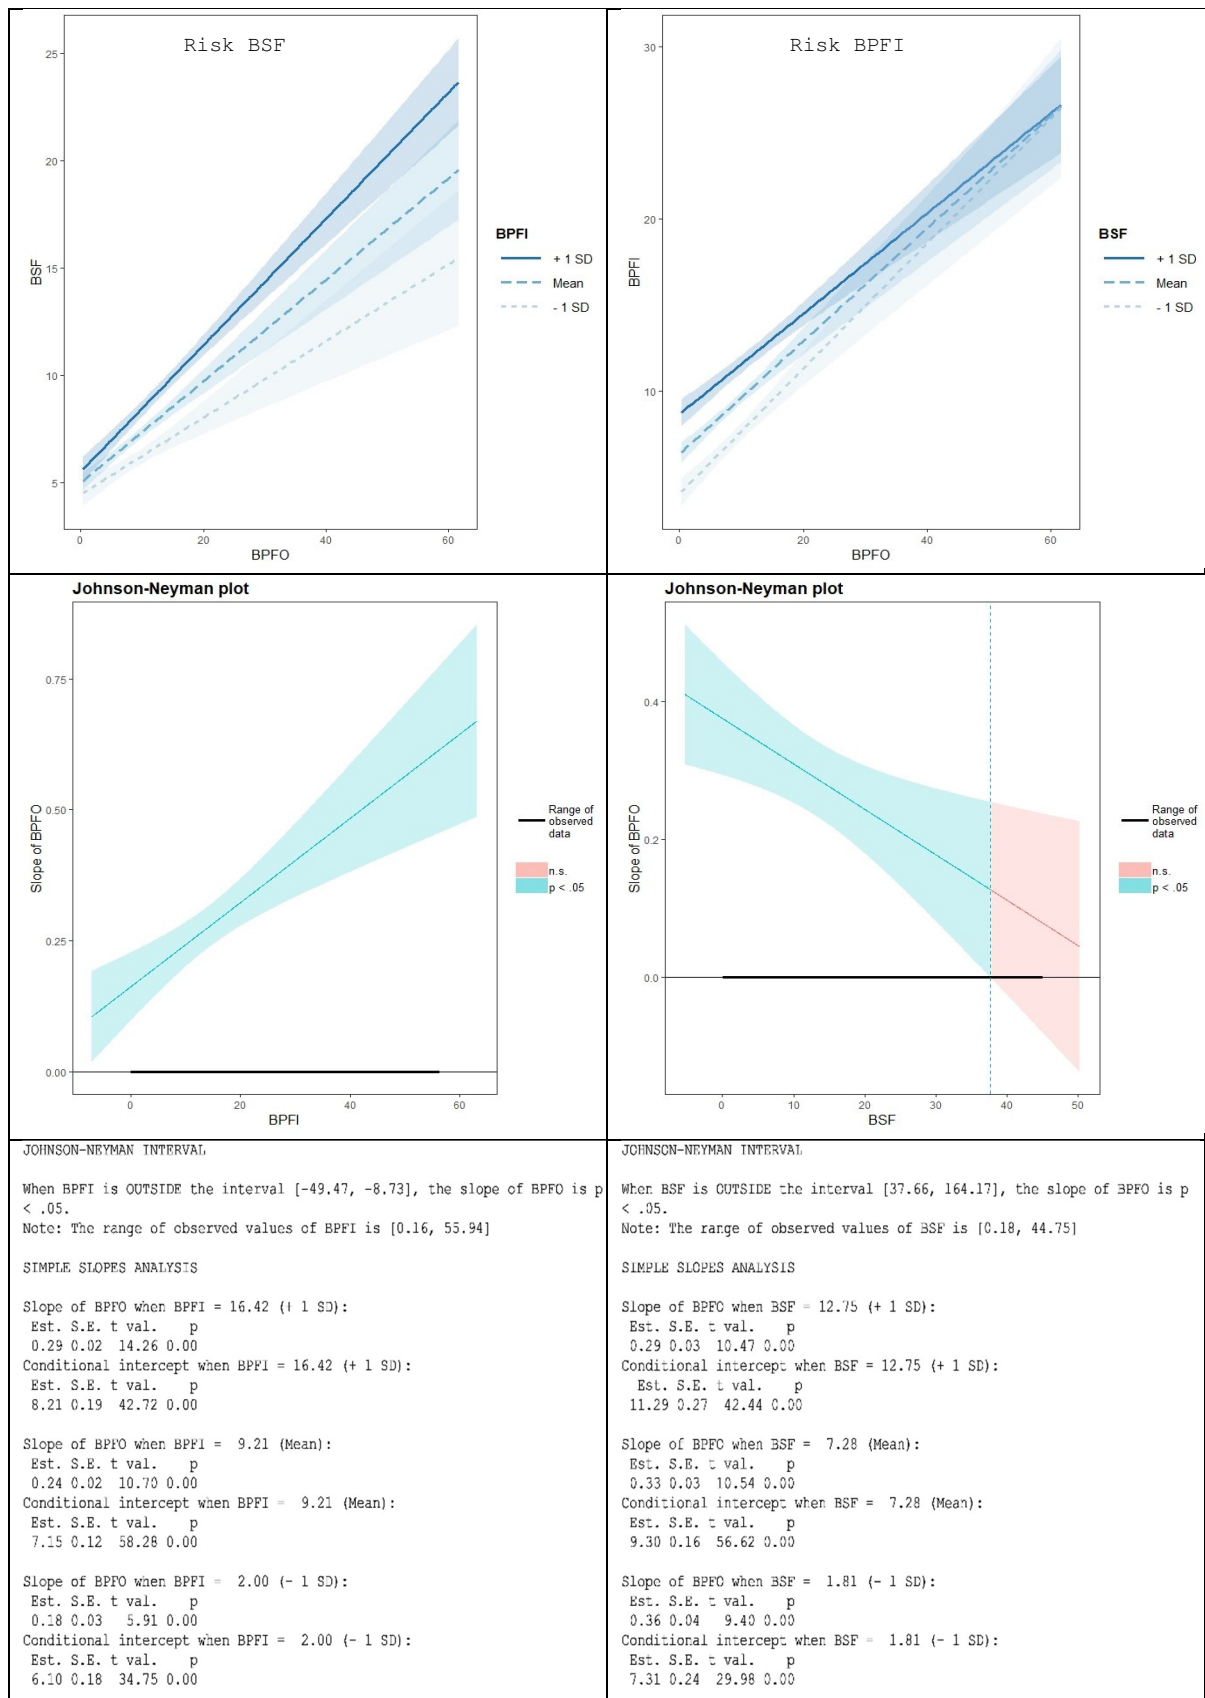 Risk BSF
25
20
15
10
5
BSF
0
20
40
60
BPFO
BPFI
+ 1 SD
Mean
- 1 SD
Risk BPFI
30
20
10
BPFI
0
20
40
60
BPFO
BSF
+ 1 SD
Mean
- 1 SD
Johnson-Neyman plot
0.75
0.50
0.25
0.00
Slope of BPFO
0
20
40
60
BPFI
Range of
observed
data
n.s.
p < .05
Johnson-Neyman plot
0.4
0.2
0.0
Slope of BPFO
0
10
20
30
40
50
BSF
Range of
observed
data
n.s.
p < .05
JOHNSON-NEYMAN INTERVAL
When BPFI is OUTSIDE the interval [-49.47, -8.73], the slope of BPFO is p
< .05.
Note: The range of observed values of BPFI is [0.16, 55.94]
SIMPLE SLOPES ANALYSIS
Slope of BPFO when BPFI = 16.42 (+ 1 SD):
Est. S.E. t val. p
0.29 0.02 14.26 0.00
Conditional intercept when BPFI = 16.42 (+ 1 SD):
Est. S.E. t val. p
8.21 0.19 42.72 0.00
Slope of BPFO when BPFI = 9.21 (Mean):
Est. S.E. t val. p
0.24 0.02 10.70 0.00
Conditional intercept when BPFI = 9.21 (Mean):
Est. S.E. t val. p
7.15 0.12 58.28 0.00
Slope of BPFO when BPFI = 2.00 (- 1 SD):
Est. S.E. t val. p
0.18 0.03 5.91 0.00
Conditional intercept when BPFI = 2.00 (- 1 SD):
Est. S.E. t val. p
6.10 0.18 34.75 0.00
JOHNSON-NEYMAN INTERVAL
When BSF is OUTSIDE the interval [37.66, 164.17], the slope of BPFO is p
< .05.
Note: The range of observed values of BSF is [0.18, 44.75]
SIMPLE SLOPES ANALYSIS
Slope of BPFO when BSF = 12.75 (+ 1 SD):
Est. S.E. t val. p
0.29 0.03 10.47 0.00
Conditional intercept when BSF = 12.75 (+ 1 SD):
Est. S.E. t val. p
11.29 0.27 42.44 0.00
Slope of BPFO when BSF = 7.28 (Mean):
Est. S.E. t val. p
0.33 0.03 10.54 0.00
Conditional intercept when BSF = 7.28 (Mean):
Est. S.E. t val. p
9.30 0.16 56.62 0.00
Slope of BPFO when BSF = 1.81 (- 1 SD):
Est. S.E. t val. p
0.36 0.04 9.40 0.00
Conditional intercept when BSF = 1.81 (- 1 SD):
Est. S.E. t val. p
7.31 0.24 29.98 0.00